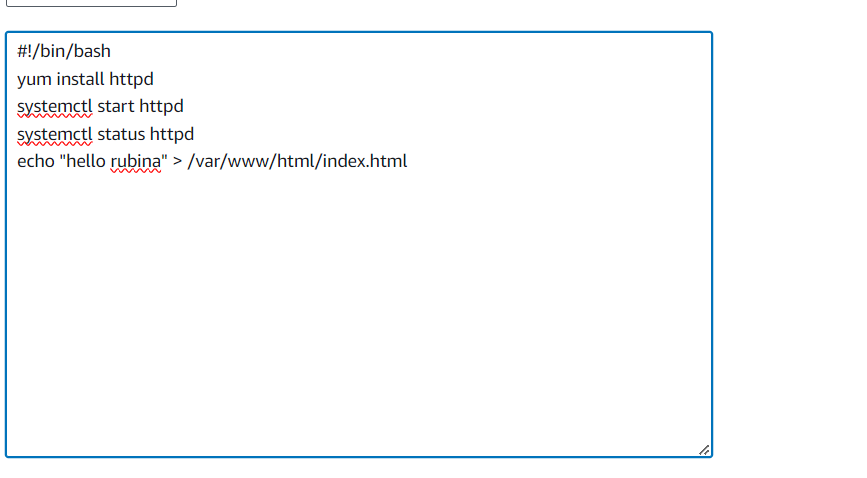 #!/bin/bash
yum install httpd
systemctl start httpd
systemctl status httpd
echo "hello rubina" > /var/www/html/index.html